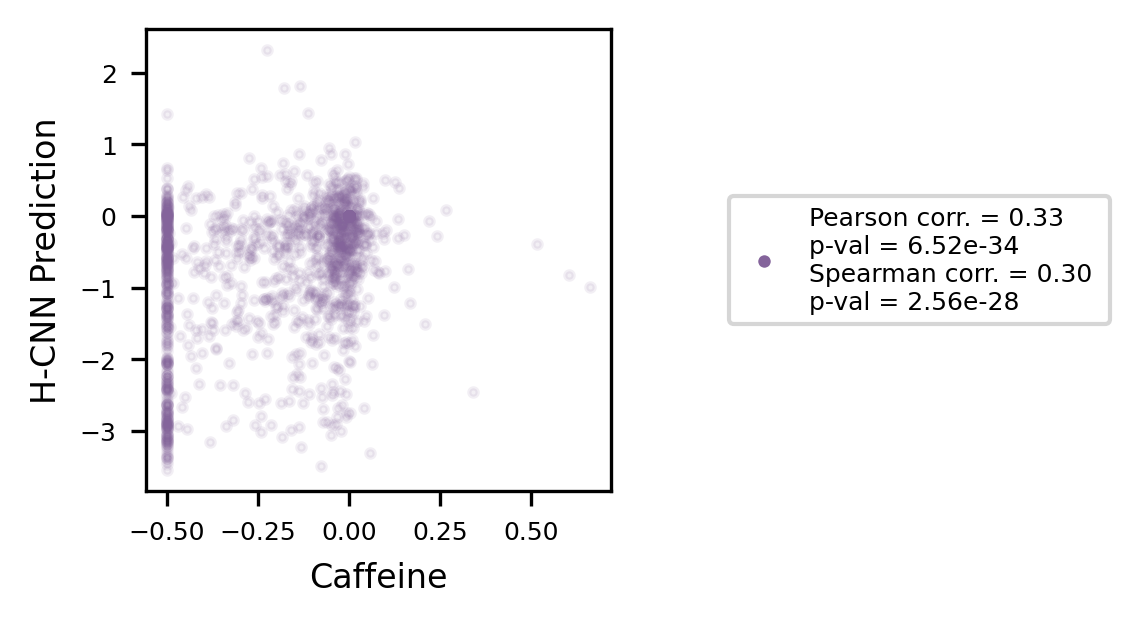 2
1
0
−1
−2
−3
H-CNN Prediction
−0.50 −0.25 0.00 0.25 0.50
Caffeine
Pearson corr. = 0.33
p-val = 6.52e-34
Spearman corr. = 0.30
p-val = 2.56e-28